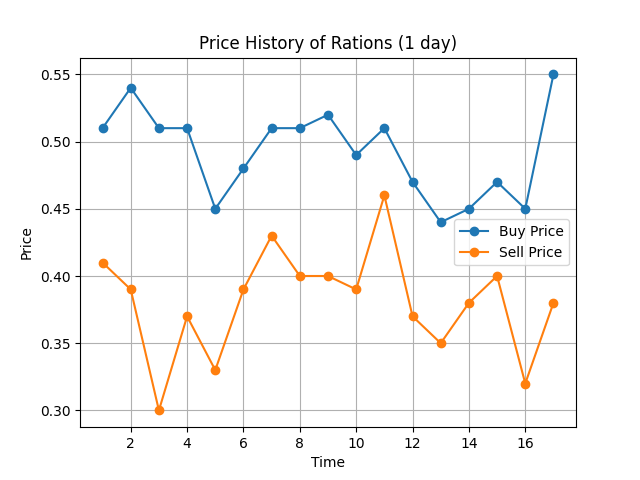 Price History of Rations (1 day)
0.55
0.50
0.45
0.40
0.35
0.30
Price
Buy Price
Sell Price
2 4 6 8 10 12 14 16
Time